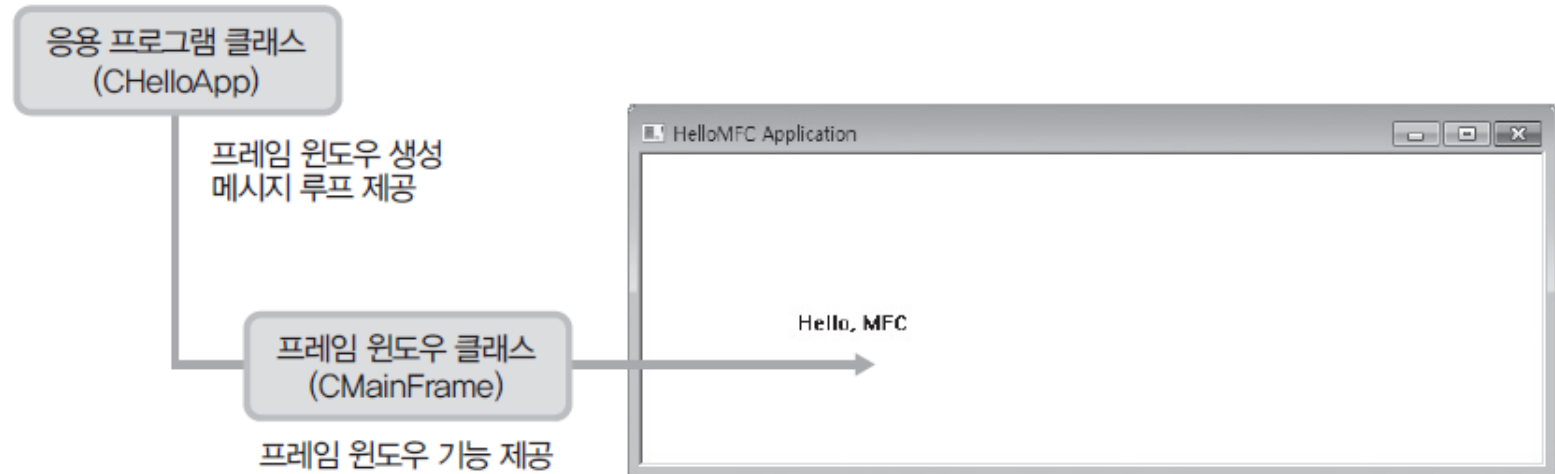 응용 프로그램 클래스
(CHelloApp)
프레임 윈도우 생성
메시지 루프 제공
HelloMFC Application
Hello, MFC
프레임 윈도우 클래스
(CMainFrame)
프레임 윈도우 기능 제공